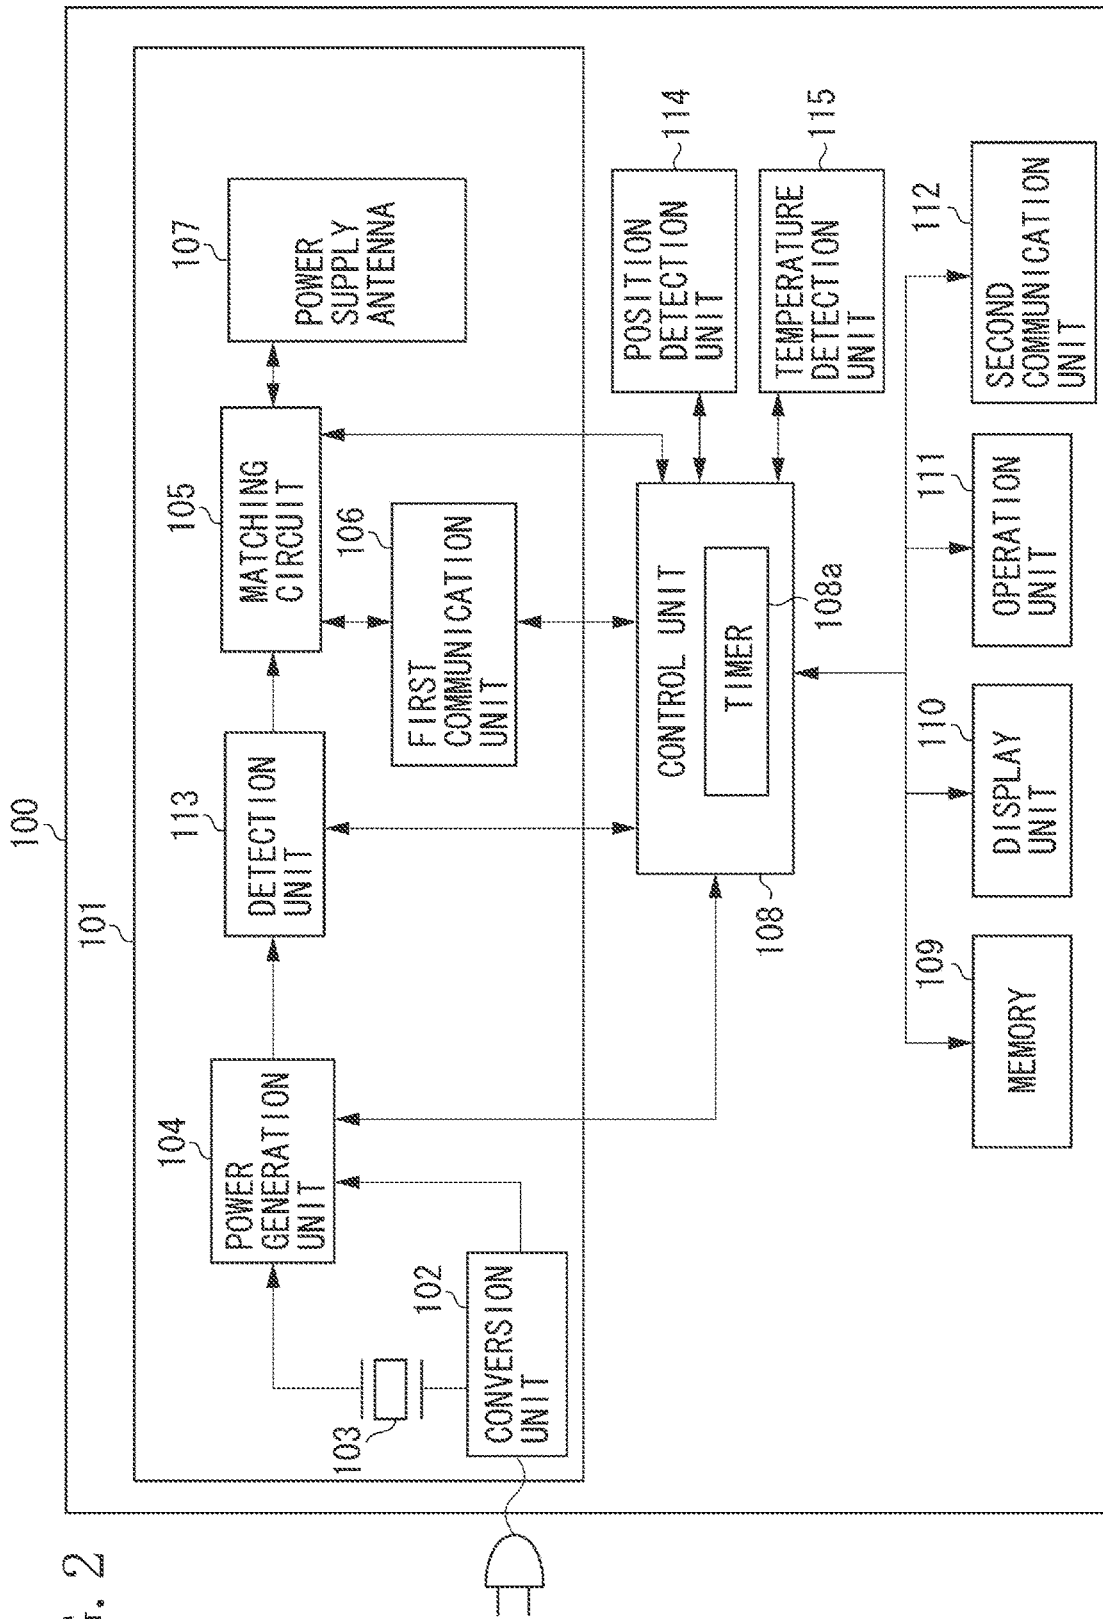 100
101
107
POWER
SUPPLY
ANTENNA
105
MATCHING
CIRCUIT
106
FIRST
COMMUNICATION
UNIT
113
DETECTION
UNIT
104
POWER
GENERATION
UNIT
103
102
CONVERSION
UNIT
114
POSITION
DETECTION
UNIT
115
TEMPERATURE
DETECTION
UNIT
CONTROL UNIT
TIMER
108a
108
109
MEMORY
110
DISPLAY
UNIT
111
OPERATION
UNIT
112
SECOND
COMMUNICATION
UNIT
2